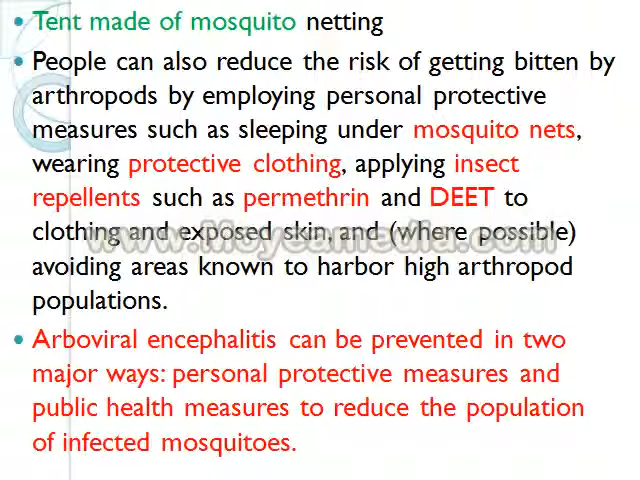 Tent made of mosquito netting
People can also reduce the risk of getting bitten by
arthropods by employing personal protective
measures such as sleeping under mosquito nets,
wearing protective clothing, applying insect
repellents such as permethrin and DEET to
clothing and exposed skin, and (where possible)
www.Moyeamedia.com
avoiding areas known to harbor high arthropod
populations.
Arboviral encephalitis can be prevented in two
major ways: personal protective measures and
public health measures to reduce the population
of infected mosquitoes.